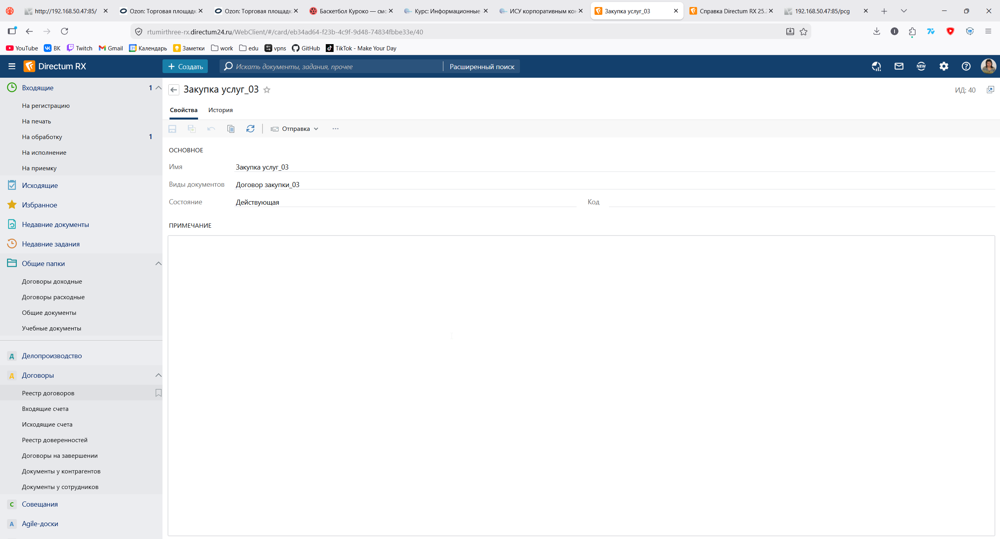 http://192.168.50.47:85/
Ozon: Торговая площадк
Ozon: Торговая площадк
Баскетбол Куроко — смо
Курс: Информационные
ИСУ корпоративным кон
Закупка услуг_03
Справка Directum RX 25.2
192.168.50.47:85/pcg
rtumirthree-rx.directum24.ru/WebClient/#/card/eb34ad64-f23b-4c9f-9d48-74834fbbe33e/40
YouTube
ВК
Twitch
Gmail
31
Календарь
Заметки
work
edu
vpns
GitHub
TikTok - Make Your Day
Directum RX
Создать
Искать документы, задания, прочее
Расширенный поиск
NEW
Входящие 1
На регистрацию
На печать
На обработку 1
На исполнение
На приемку
Исходящие
Избранное
Недавние документы
Недавние задания
Общие папки
Договоры доходные
Договоры расходные
Общие документы
Учебные документы
Д Делопроизводство
Д Договоры
Реестр договоров
Входящие счета
Исходящие счета
Реестр доверенностей
Договоры на завершении
Документы у контрагентов
Документы у сотрудников
С Совещания
A Agile-доски
Закупка услуг_03
ИД: 40
Свойства История
Отправка
ОСНОВНОЕ
Имя Закупка услуг_03
Виды документов Договор закупки_03
Состояние Действующая Код
ПРИМЕЧАНИЕ